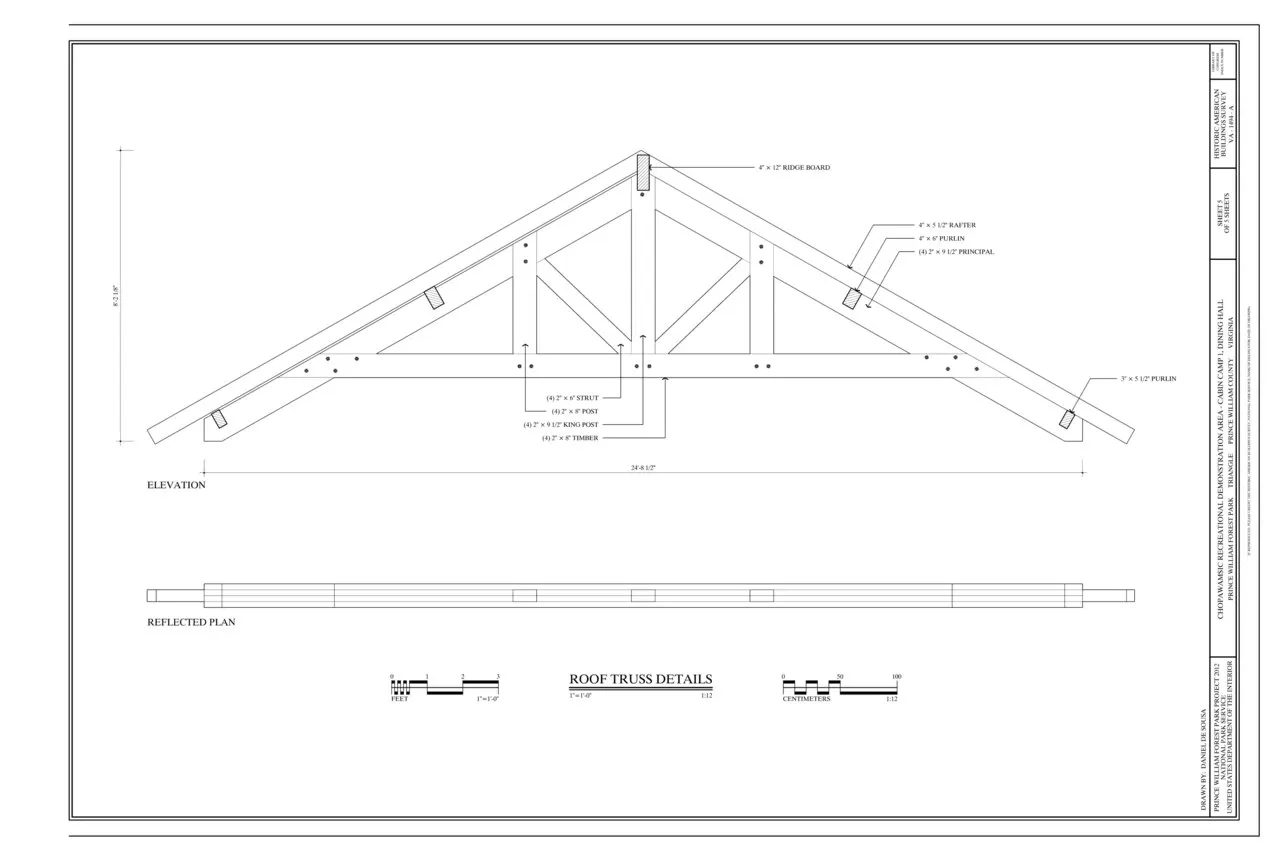 4" × 12" RIDGE BOARD
4" × 5 1/2" RAFTER
4" × 6" PURLIN
(4) 2" × 9 1/2" PRINCIPAL
8'-2 1/8"
3" × 5 1/2" PURLIN
(4) 2" × 6" STRUT
(4) 2" × 8" POST
(4) 2" × 9 1/2" KING POST
(4) 2" × 8" TIMBER
24'-8 1/2"
ELEVATION
REFLECTED PLAN
0 1 2 3
FEET 1"=1'-0"
ROOF TRUSS DETAILS
1"=1'-0" 1:12
0 50 100
CENTIMETERS 1:12
DRAWN BY: DANIEL DE SOUSA
PRINCE WILLIAM FOREST PARK PROJECT 2012
NATIONAL PARK SERVICE
UNITED STATES DEPARTMENT OF THE INTERIOR
CHOPAWAMSIC RECREATIONAL DEMONSTRATION AREA - CABIN CAMP 1, DINING HALL
PRINCE WILLIAM FOREST PARK TRIANGLE PRINCE WILLIAM COUNTY VIRGINIA
SHEET 5
OF 5 SHEETS
HISTORIC AMERICAN
BUILDINGS SURVEY
VA - 1494 - A
LIBRARY OF
CONGRESS
INDEX NUMBER